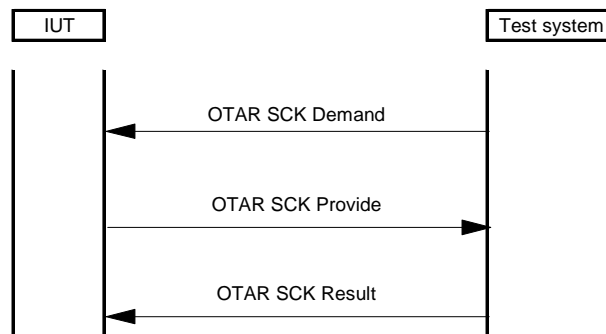 IUT
Test system
OTAR SCK Demand
OTAR SCK Provide
OTAR SCK Result